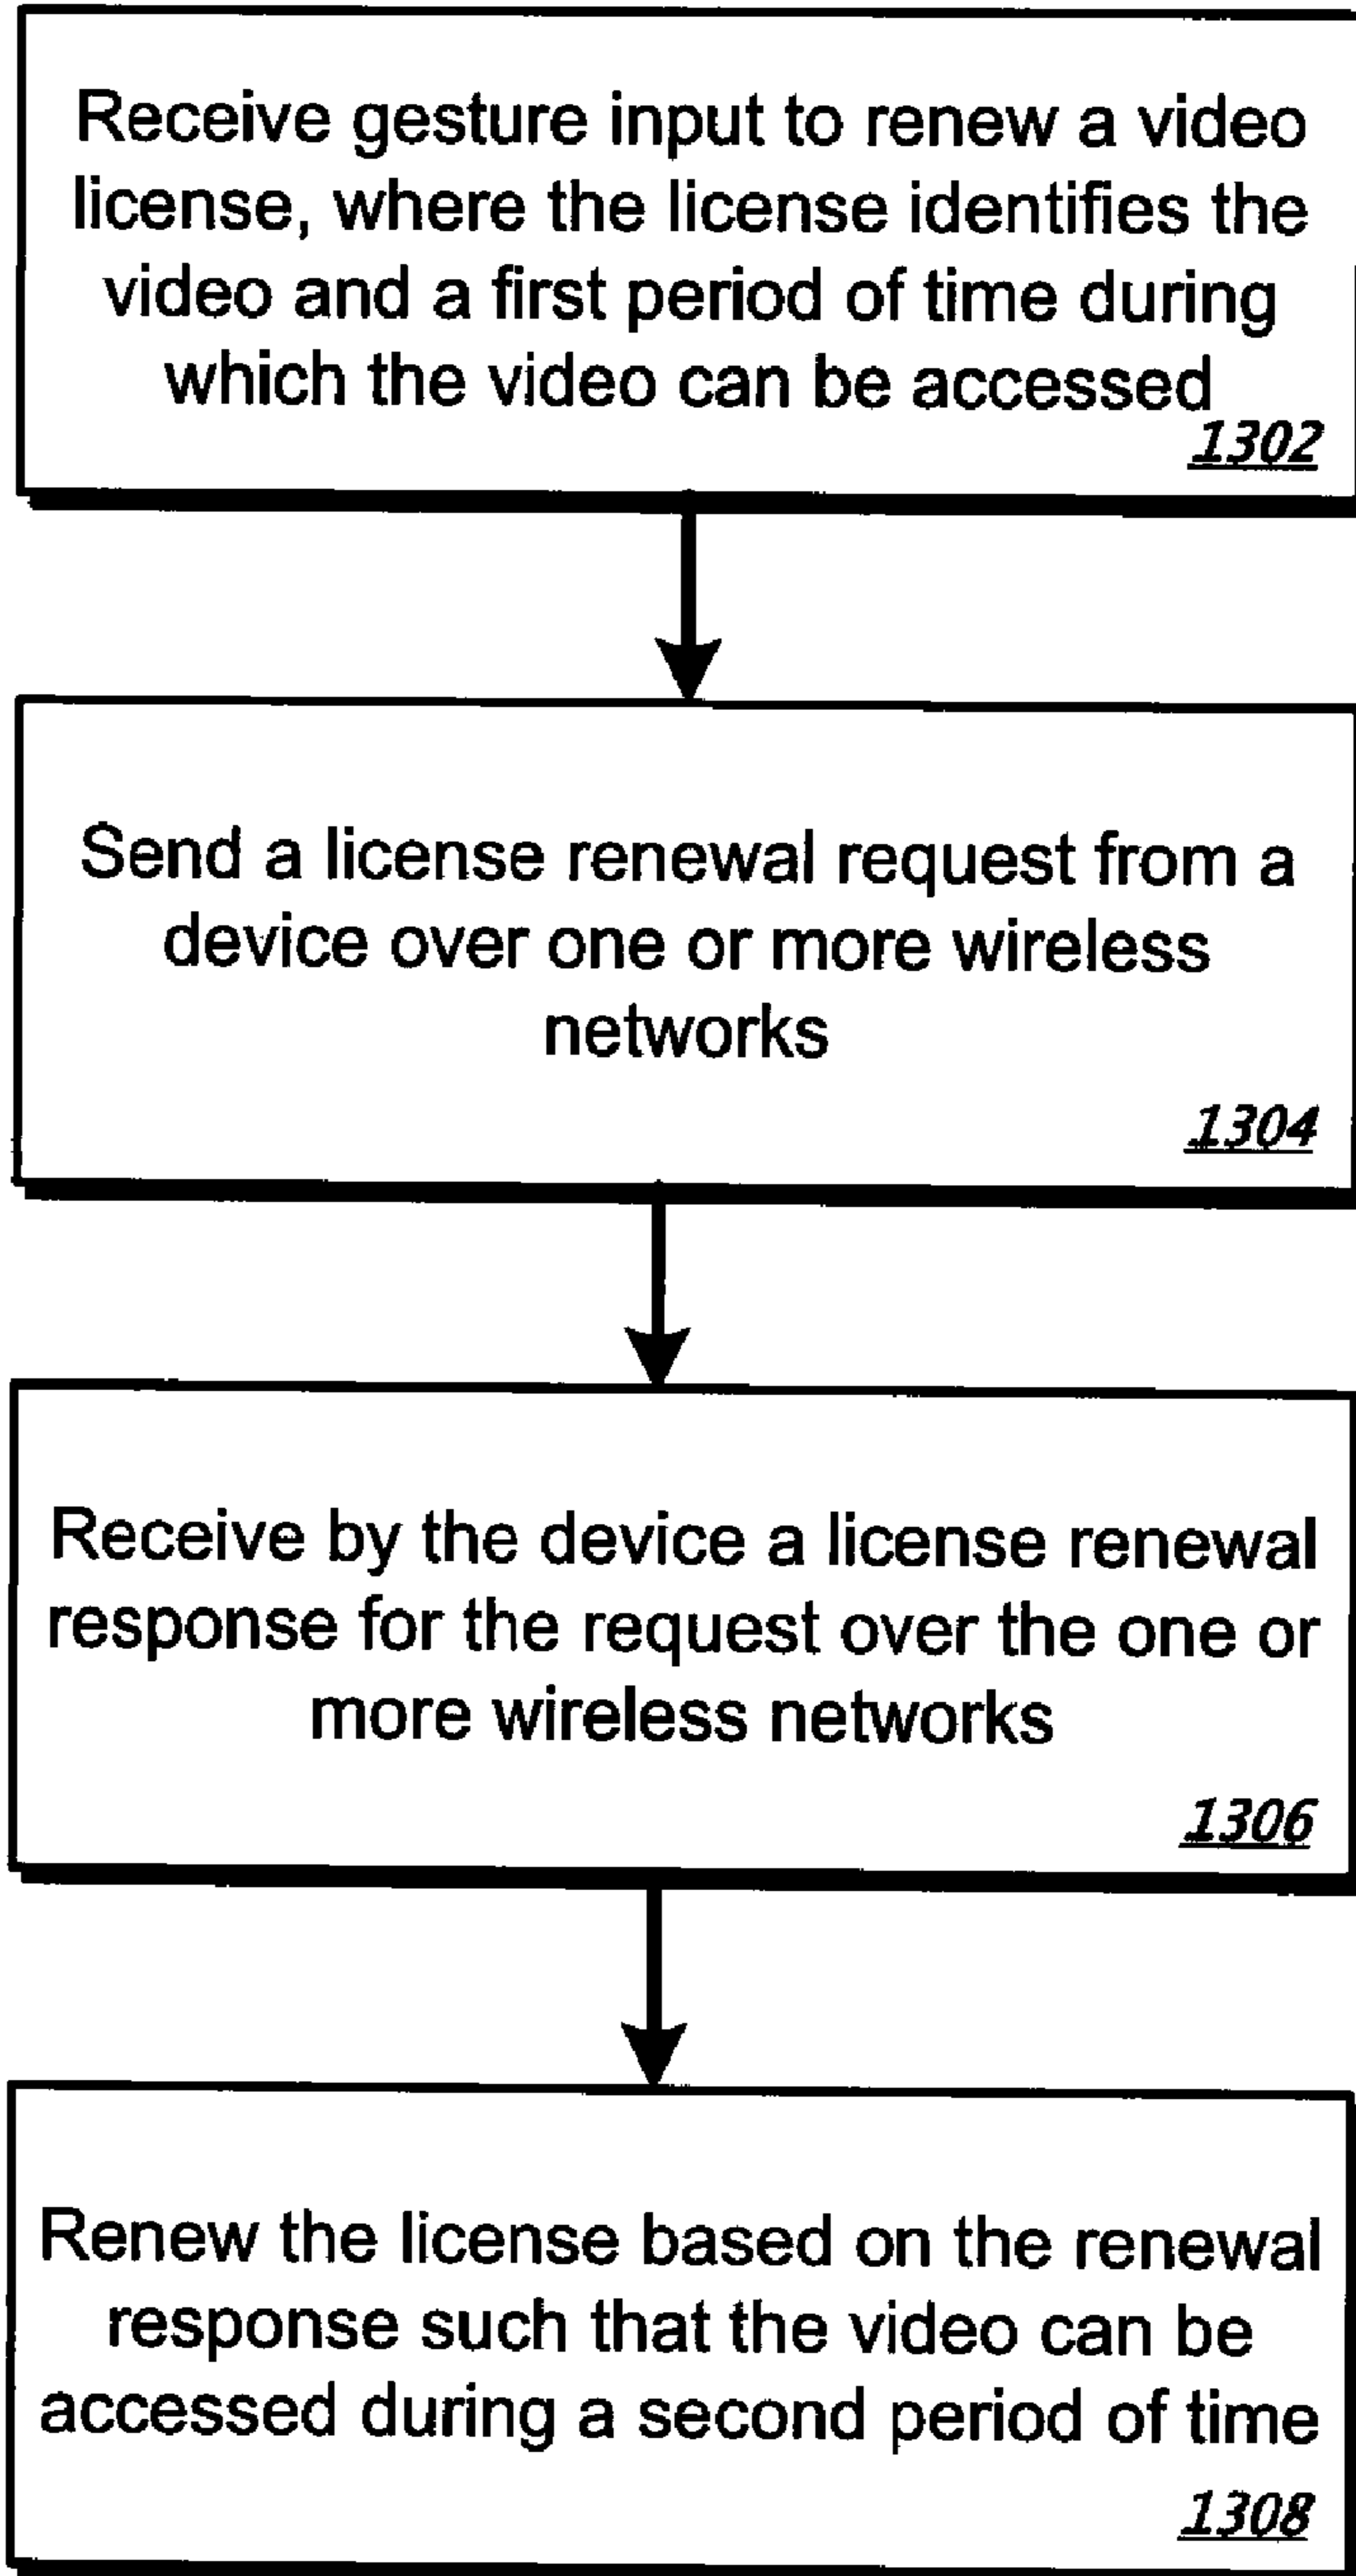 Receive gesture input to renew a video
license, where the license identifies the
video and a first period of time during
which the video can be accessed
1302
Send a license renewal request from a
device over one or more wireless
networks
1304
Receive by the device a license renewal
response for the request over the one or
more wireless networks
1306
Renew the license based on the renewal
response such that the video can be
accessed during a second period of time
1308